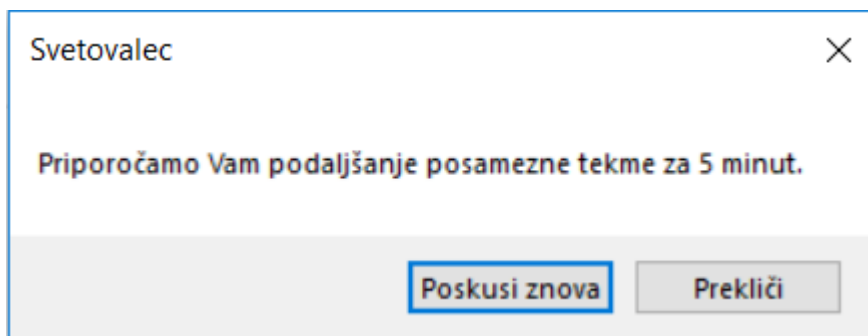 Svetovalec
Priporočamo Vam podaljšanje posamezne tekme za 5 minut.
Poskusi znova
Prekliči